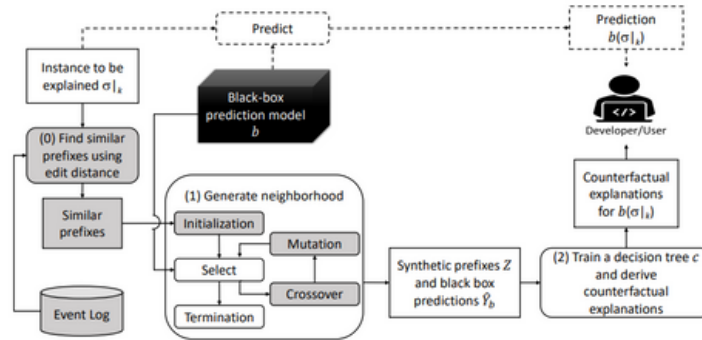 Predict
Prediction
b(σ|ₖ)
Instance to be
explained σ|ₖ
Black-box
prediction model
b
Developer/User
(0) Find similar
prefixes using
edit distance
Similar
prefixes
Event Log
(1) Generate neighborhood
Initialization
Mutation
Select
Crossover
Termination
Synthetic prefixes Z
and black box
predictions Ŷ_b
Counterfactual
explanations
for b(σ|ₖ)
(2) Train a decision tree c
and derive
counterfactual
explanations